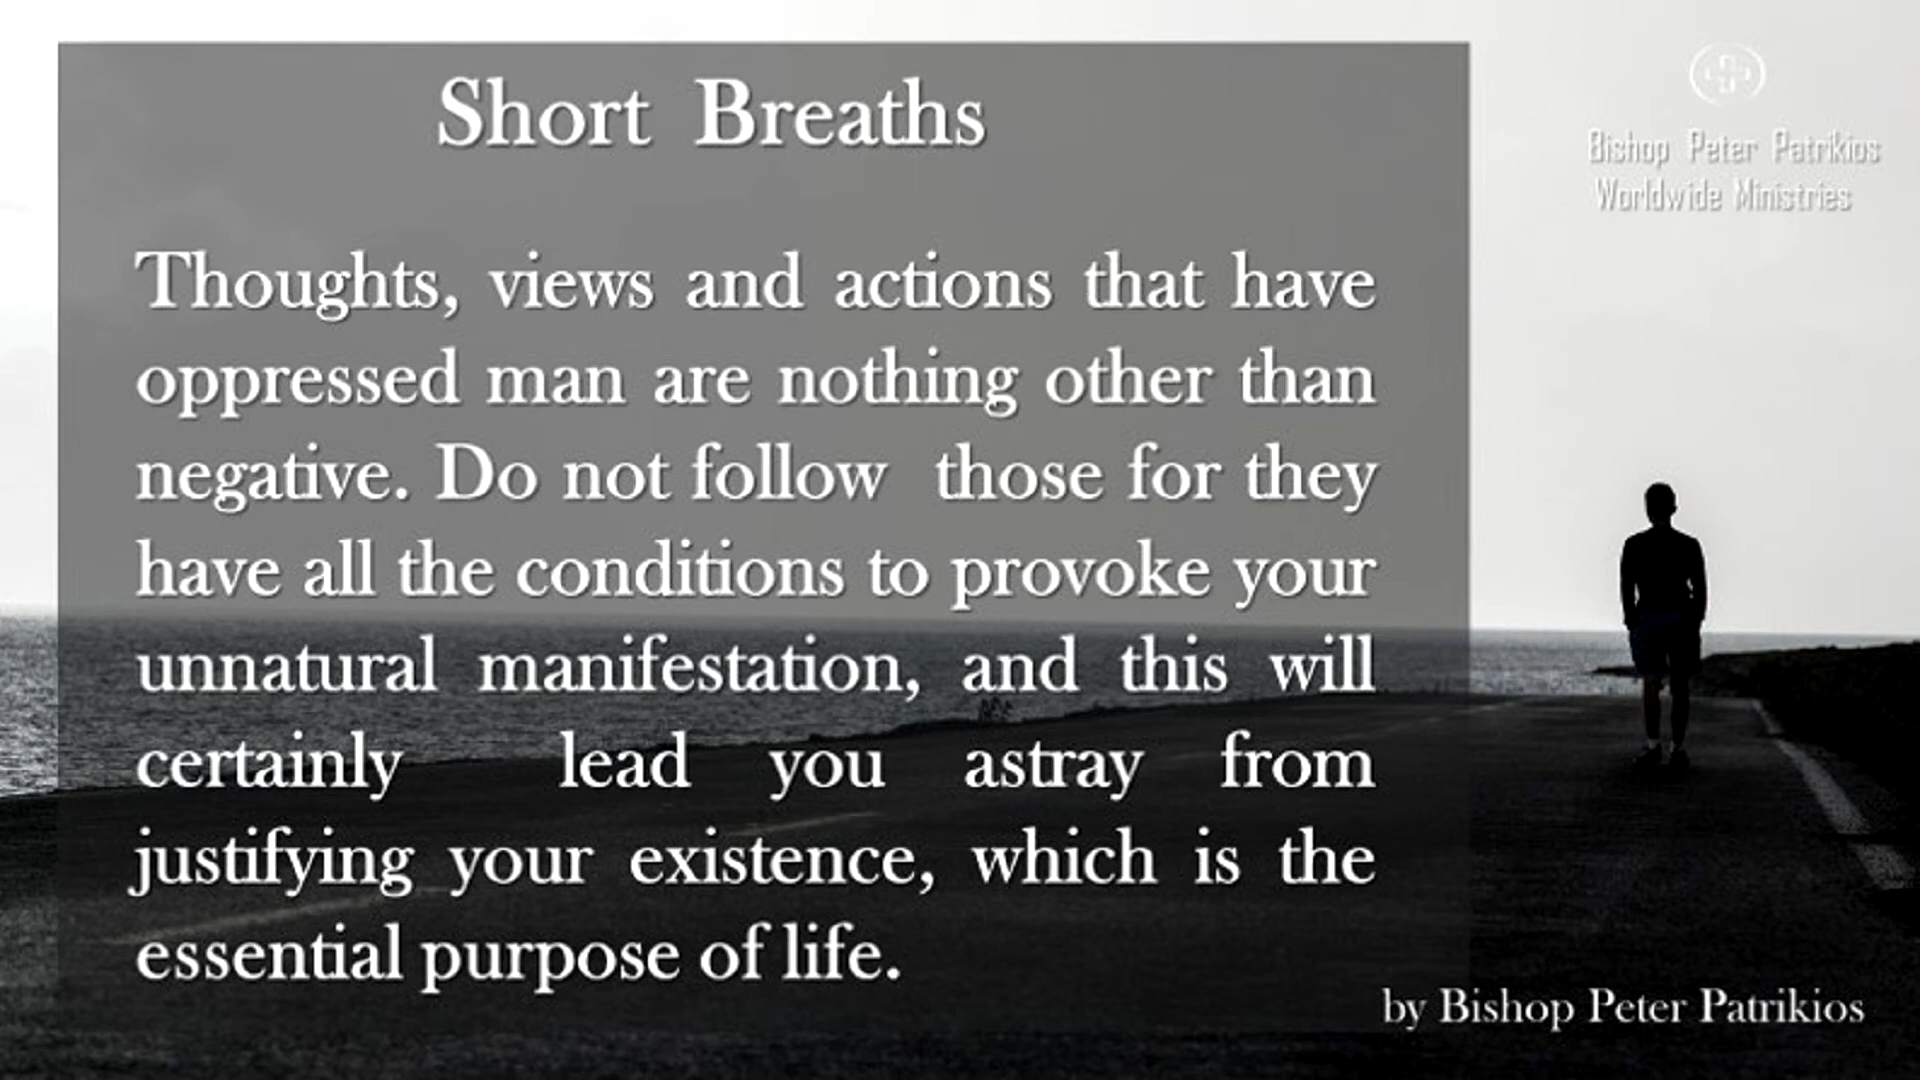 Short Breaths
Bishop Peter Patrikios
Worldwide Ministries
Thoughts, views and actions that have
oppressed man are nothing other than
negative. Do not follow those for they
have all the conditions to provoke your
unnatural manifestation, and this will
certainly lead you astray from
justifying your existence, which is the
essential purpose of life.
by Bishop Peter Patrikios